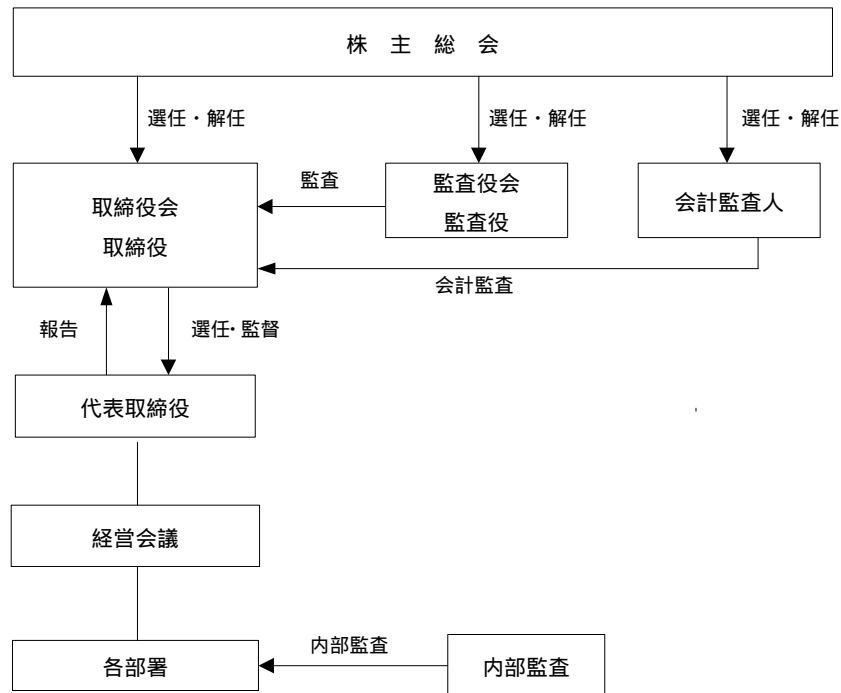 株 主 総 会
選任・解任
選任・解任
選任・解任
取締役会
取締役
監査
監査役会
監査役
会計監査人
会計監査
報告
選任・監督
代表取締役
経営会議
各部署
内部監査
内部監査